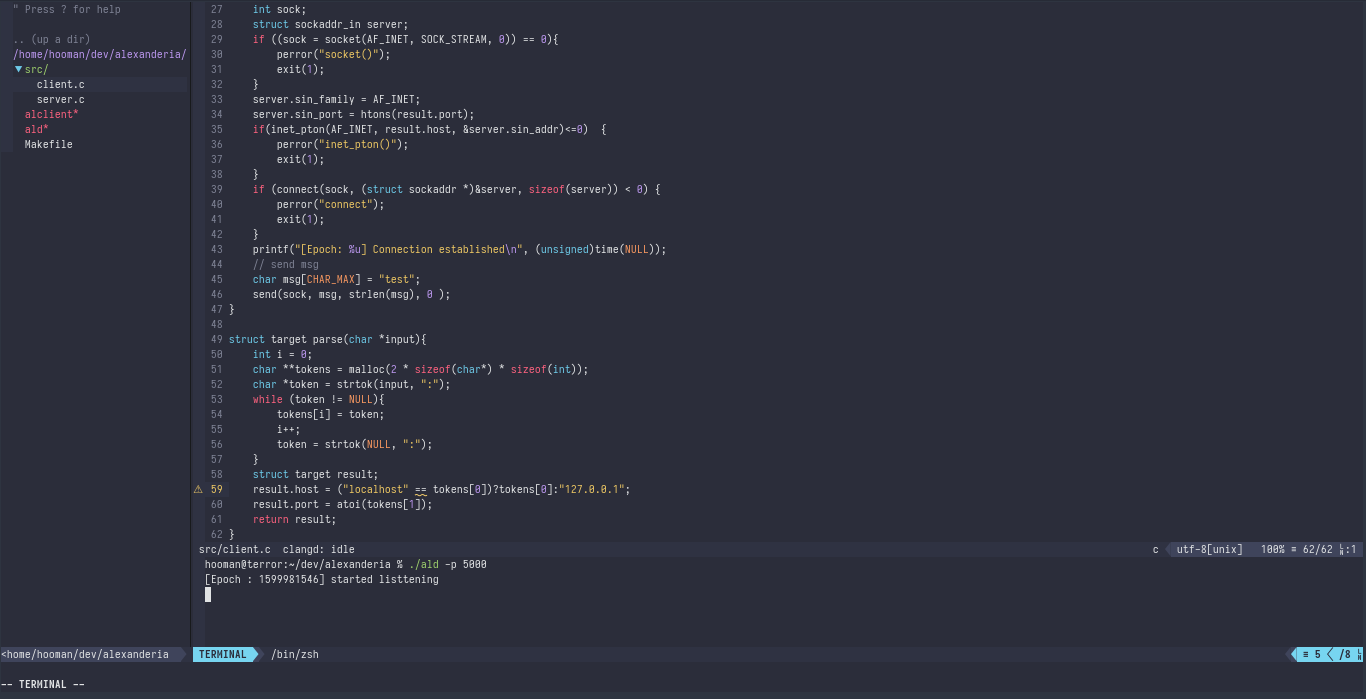 " Press ? for help
.. (up a dir)
/home/hooman/dev/alexanderia/
▼src/
client.c
server.c
alclient*
ald*
Makefile
27 int sock;
28 struct sockaddr_in server;
29 if ((sock = socket(AF_INET, SOCK_STREAM, 0)) == 0){
30 perror("socket()");
31 exit(1);
32 }
33 server.sin_family = AF_INET;
34 server.sin_port = htons(result.port);
35 if(inet_pton(AF_INET, result.host, &server.sin_addr)<=0)  {
36 perror("inet_pton()");
37 exit(1);
38 }
39 if (connect(sock, (struct sockaddr *)&server, sizeof(server)) < 0) {
40 perror("connect");
41 exit(1);
42 }
43 printf("[Epoch: %u] Connection established\n", (unsigned)time(NULL));
44 // send msg
45 char msg[CHAR_MAX] = "test";
46 send(sock, msg, strlen(msg), 0 );
47 }
48
49 struct target parse(char *input){
50 int i = 0;
51 char **tokens = malloc(2 * sizeof(char*) * sizeof(int));
52 char *token = strtok(input, ":");
53 while (token != NULL){
54 tokens[i] = token;
55 i++;
56 token = strtok(NULL, ":");
57 }
58 struct target result;
⚠ 59 result.host = ("localhost" == tokens[0])?tokens[0]:"127.0.0.1";
60 result.port = atoi(tokens[1]);
61 return result;
62 }
src/client.c  clangd: idle c utf-8[unix] 100% ≡ 62/62 ㏑:1
hooman@terror:~/dev/alexanderia % ./ald -p 5000
[Epoch : 1599981546] started listtening
<home/hooman/dev/alexanderia TERMINAL /bin/zsh ≡ 5 /8 ㏑
-- TERMINAL --